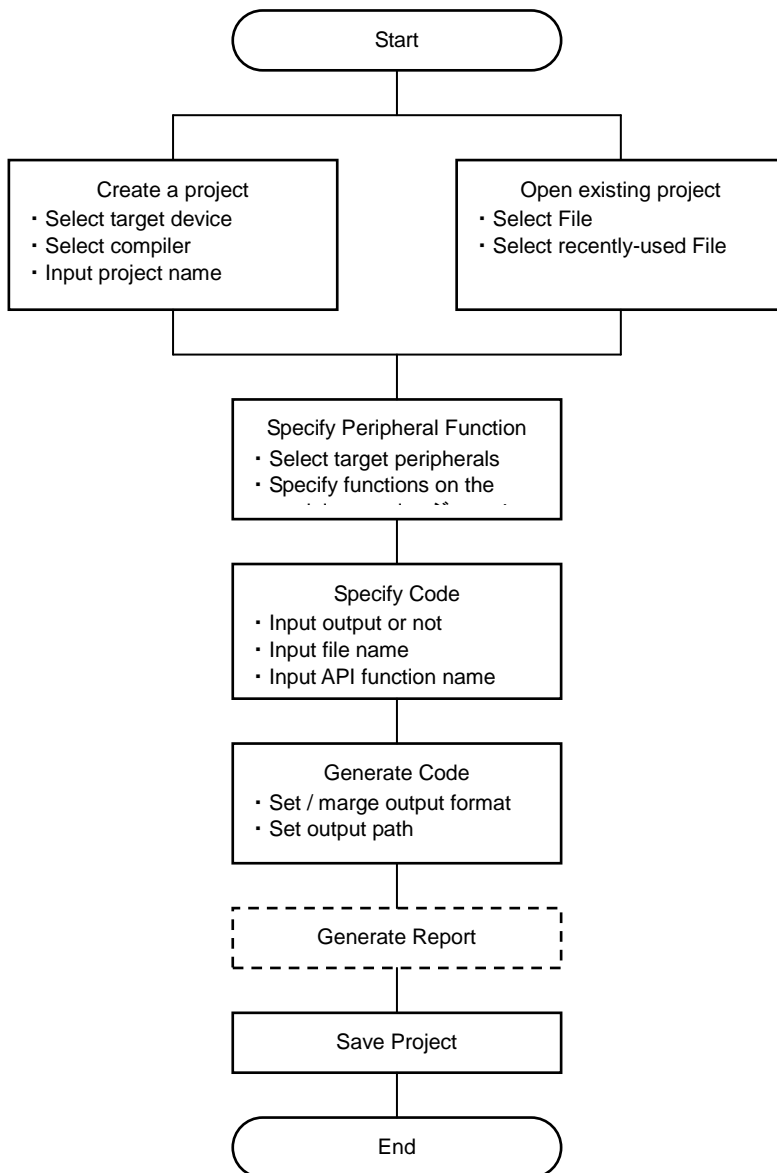 Start
Create a project
・Select target device
・Select compiler
・Input project name
Open existing project
・Select File
・Select recently-used File
Specify Peripheral Function
・Select target peripherals
・Specify functions on the
Specify Code
・Input output or not
・Input file name
・Input API function name
Generate Code
・Set / marge output format
・Set output path
Generate Report
Save Project
End